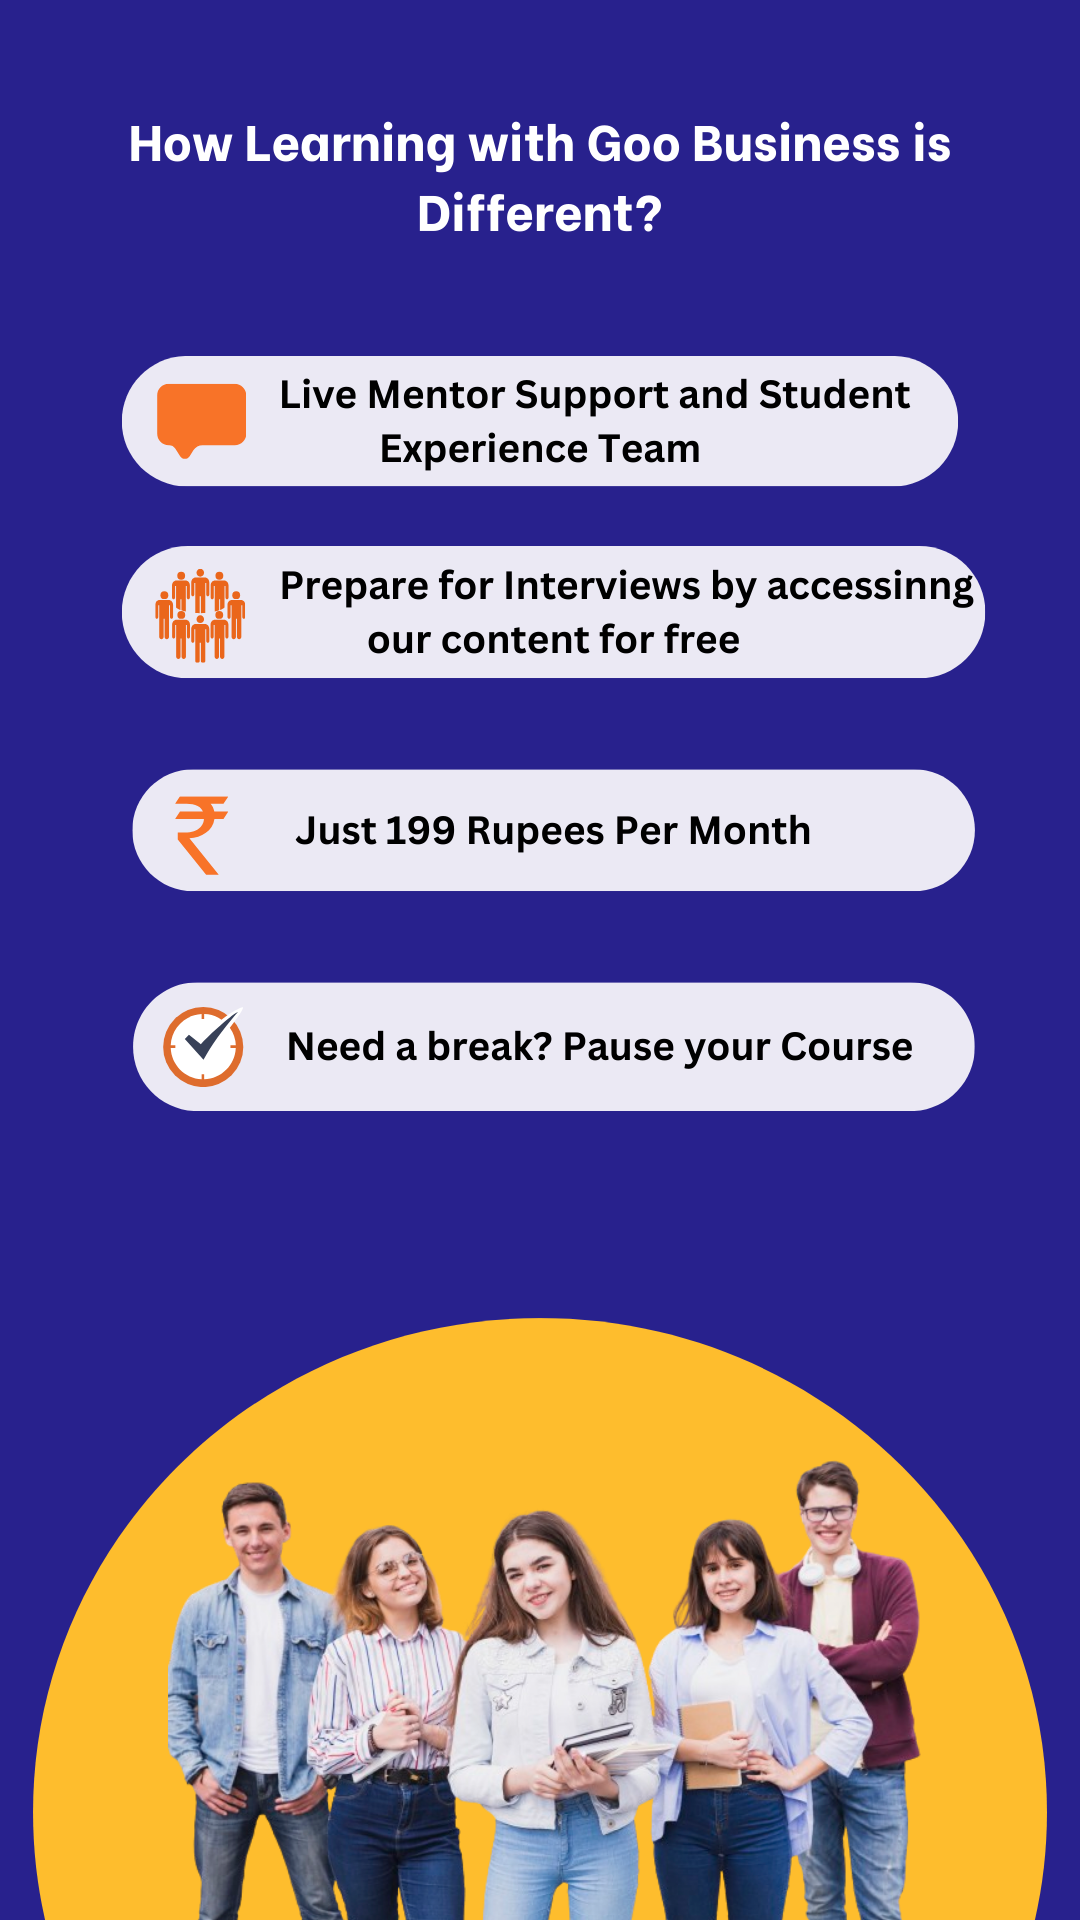 How Learning with Goo Business is
Different?
Live Mentor Support and Student
Experience Team
Prepare for Interviews by accessinng
our content for free
Just 199 Rupees Per Month
Need a break? Pause your Course